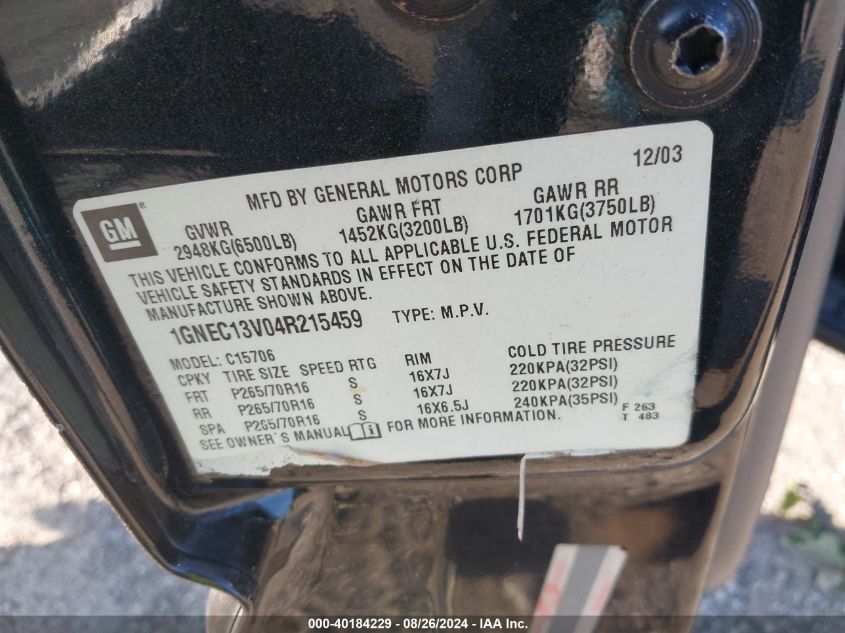 MFD BY GENERAL MOTORS CORP 12/03
GM®
GVWR GAWR FRT GAWR RR
2948KG(6500LB) 1452KG(3200LB) 1701KG(3750LB)
THIS VEHICLE CONFORMS TO ALL APPLICABLE U.S. FEDERAL MOTOR
VEHICLE SAFETY STANDARDS IN EFFECT ON THE DATE OF
MANUFACTURE SHOWN ABOVE.
1GNEC13V04R215459 TYPE: M.P.V.
MODEL: C15706
CPKY TIRE SIZE SPEED RTG RIM COLD TIRE PRESSURE
FRT P265/70R16 S 16X7J 220KPA(32PSI)
RR P265/70R16 S 16X7J 220KPA(32PSI)
SPA P265/70R16 S 16X6.5J 240KPA(35PSI)
SEE OWNER'S MANUAL FOR MORE INFORMATION.
F 263
T 483
000-40184229 - 08/26/2024 - IAA Inc.